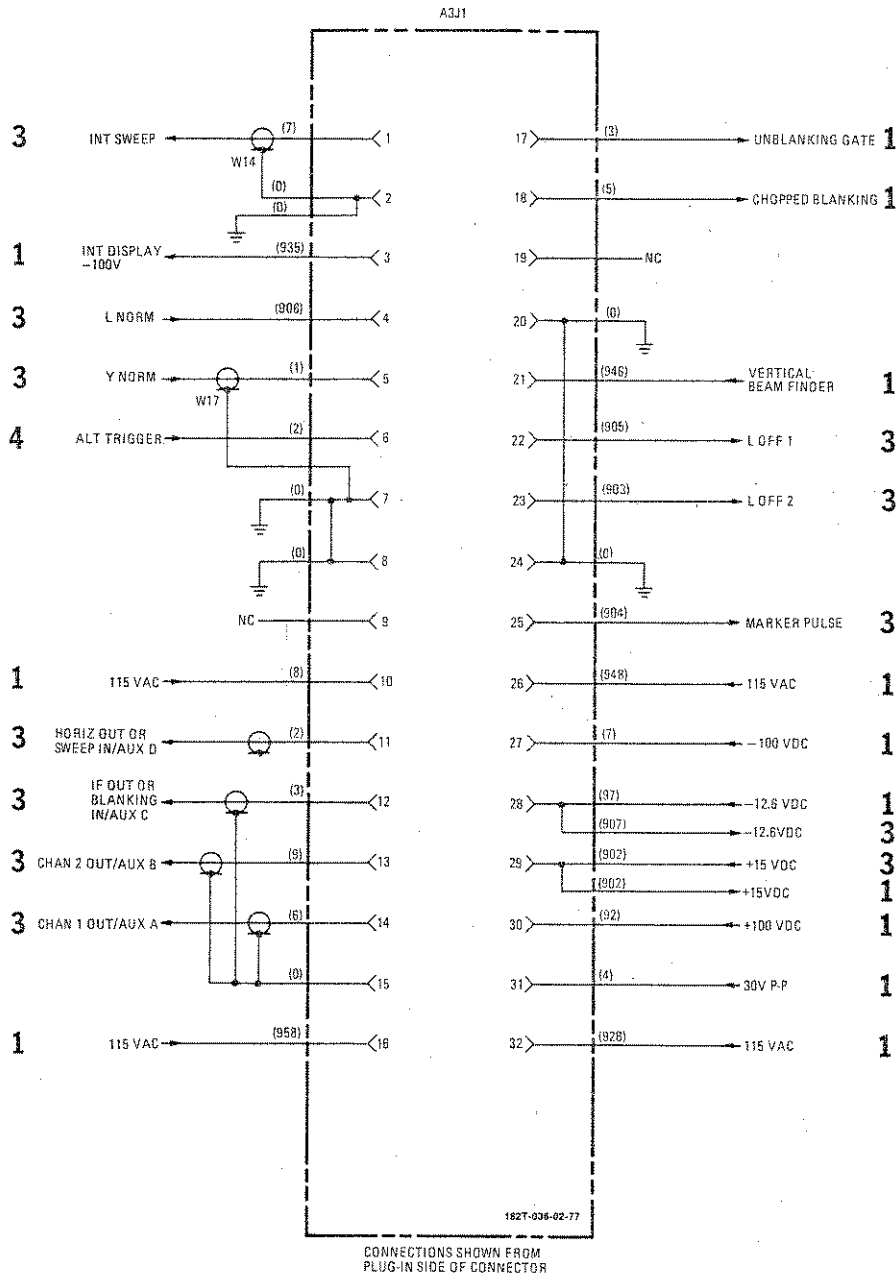 A3J1
3 INT SWEEP (7) 1 17 (3) UNBLANKING GATE 1
W14
(0) 2 18 (5) CHOPPED BLANKING 1
(0)
1 INT DISPLAY -100V (935) 3 19 NC
3 L NORM (906) 4 20 (0)
3 Y NORM (1) 5 21 (946) VERTICAL BEAM FINDER 1
W17
4 ALT TRIGGER (2) 6 22 (905) L OFF 1 3
(0) 7 23 (903) L OFF 2 3
(0) 8 24 (0)
NC 9 25 (904) MARKER PULSE 3
1 115 VAC (8) 10 26 (948) 115 VAC 1
3 HORIZ OUT OR SWEEP IN/AUX D (2) 11 27 (7) -100 VDC 1
3 IF OUT OR BLANKING IN/AUX C (3) 12 28 (97) -12.6 VDC 1
(907) -12.6VDC 3
3 CHAN 2 OUT/AUX B (9) 13 29 (902) +15 VDC 3
(902) +15VDC 1
3 CHAN 1 OUT/AUX A (6) 14 30 (92) +100 VDC 1
(0) 15 31 (4) 30V P-P 1
1 115 VAC (958) 16 32 (928) 115 VAC 1
182T-036-02-77
CONNECTIONS SHOWN FROM
PLUG-IN SIDE OF CONNECTOR